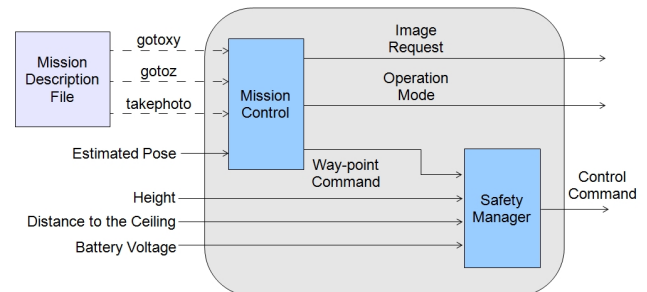 Mission
Description
File
gotoxy
gotoz
takephoto
Estimated Pose
Height
Distance to the Ceiling
Battery Voltage
Mission
Control
Image
Request
Operation
Mode
Way-point
Command
Safety
Manager
Control
Command